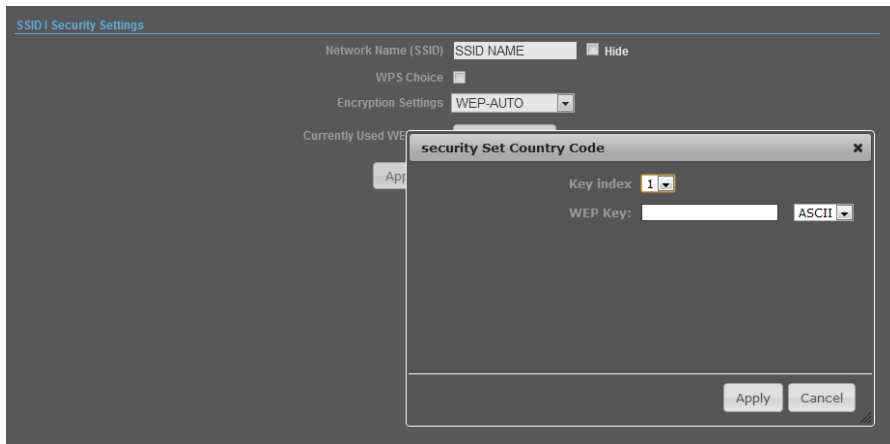 SSID I Security Settings
Network Name (SSID) SSID NAME Hide
WPS Choice
Encryption Settings WEP-AUTO
Currently Used WE
App
security Set Country Code
Key index 1
WEP Key: ASCII
Apply Cancel